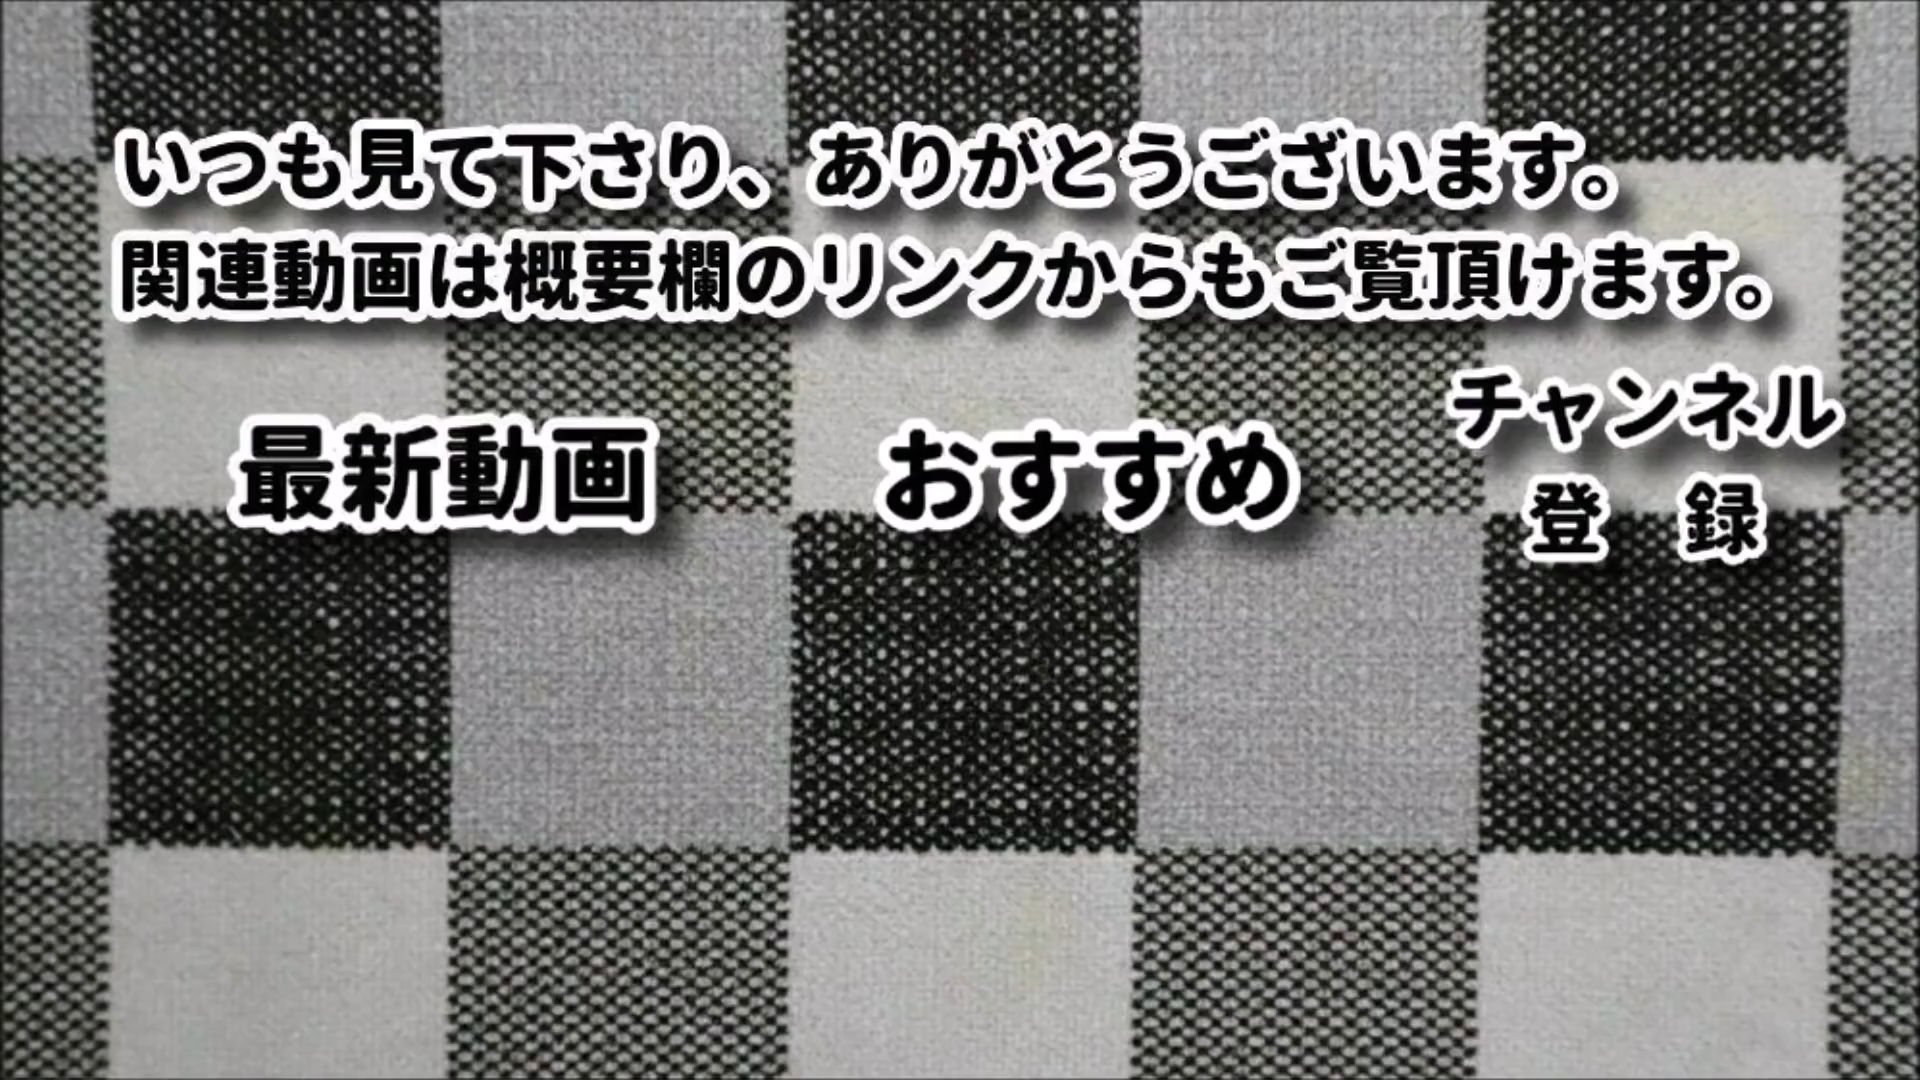 いつも見て下さり、ありがとうございます。
関連動画は概要欄のリンクからもご覧頂けます。
最新動画
おすすめ
チャンネル
登　録